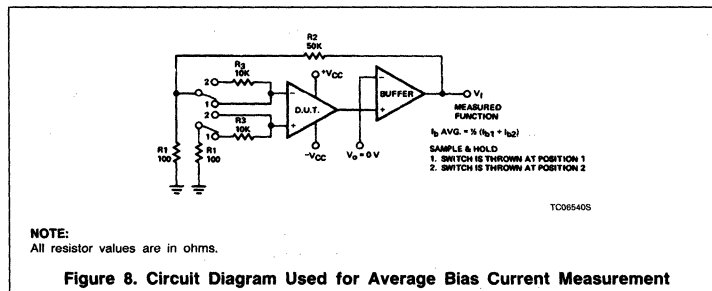 R2
50K
R3
10K
+VCC
2
1
2
1
R3
10K
−
D.U.T.
+
−VCC
Vo = 0 V
−
BUFFER
+
Vf
MEASURED
FUNCTION
Ib AVG. = ½ (Ib1 + Ib2)
SAMPLE & HOLD
1. SWITCH IS THROWN AT POSITION 1
2. SWITCH IS THROWN AT POSITION 2
R1
100
R1
100
TC06540S
NOTE:
All resistor values are in ohms.
Figure 8. Circuit Diagram Used for Average Bias Current Measurement